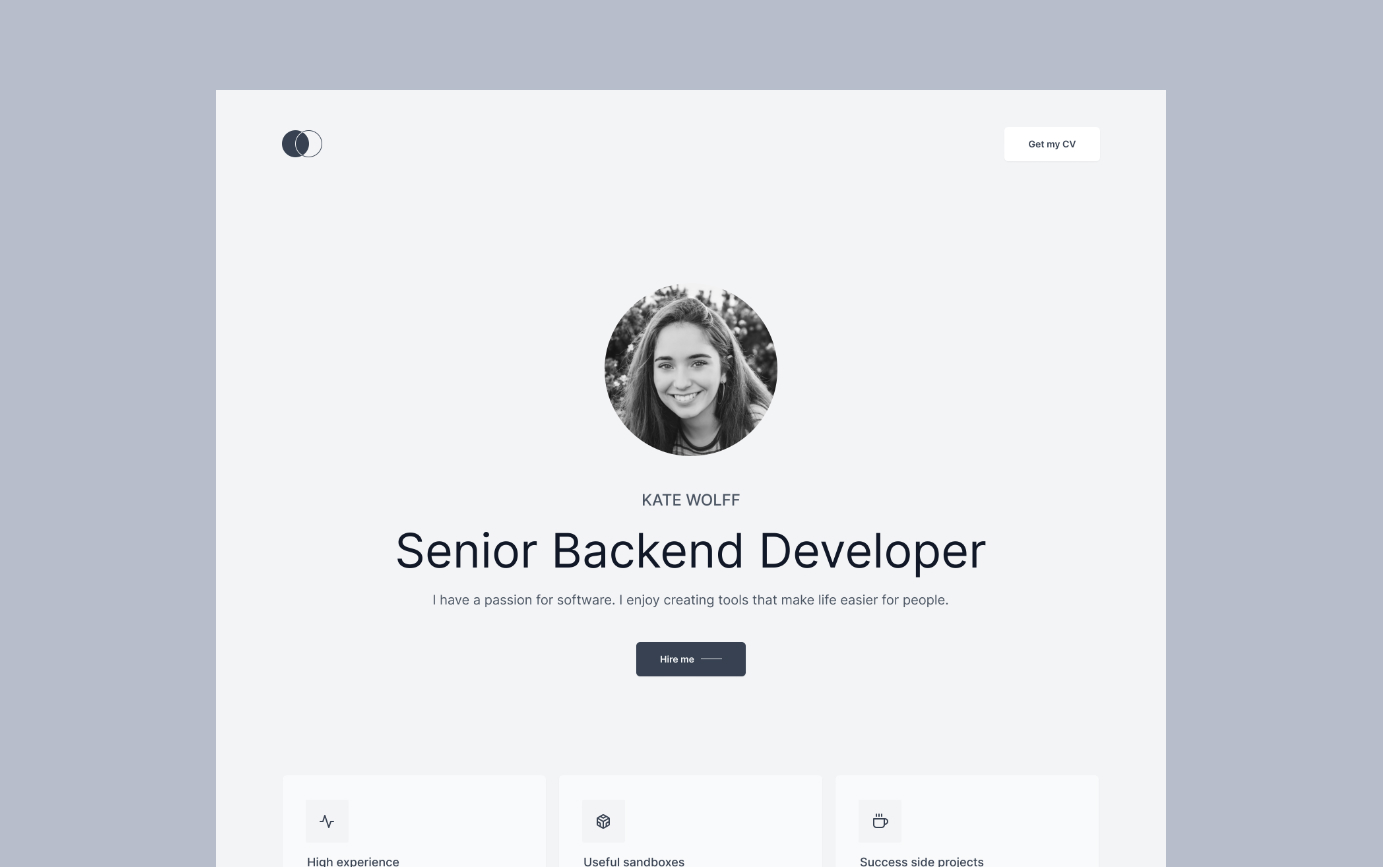 Get my CV
KATE WOLFF
Senior Backend Developer
I have a passion for software. I enjoy creating tools that make life easier for people.
Hire me
High experience
Useful sandboxes
Success side projects